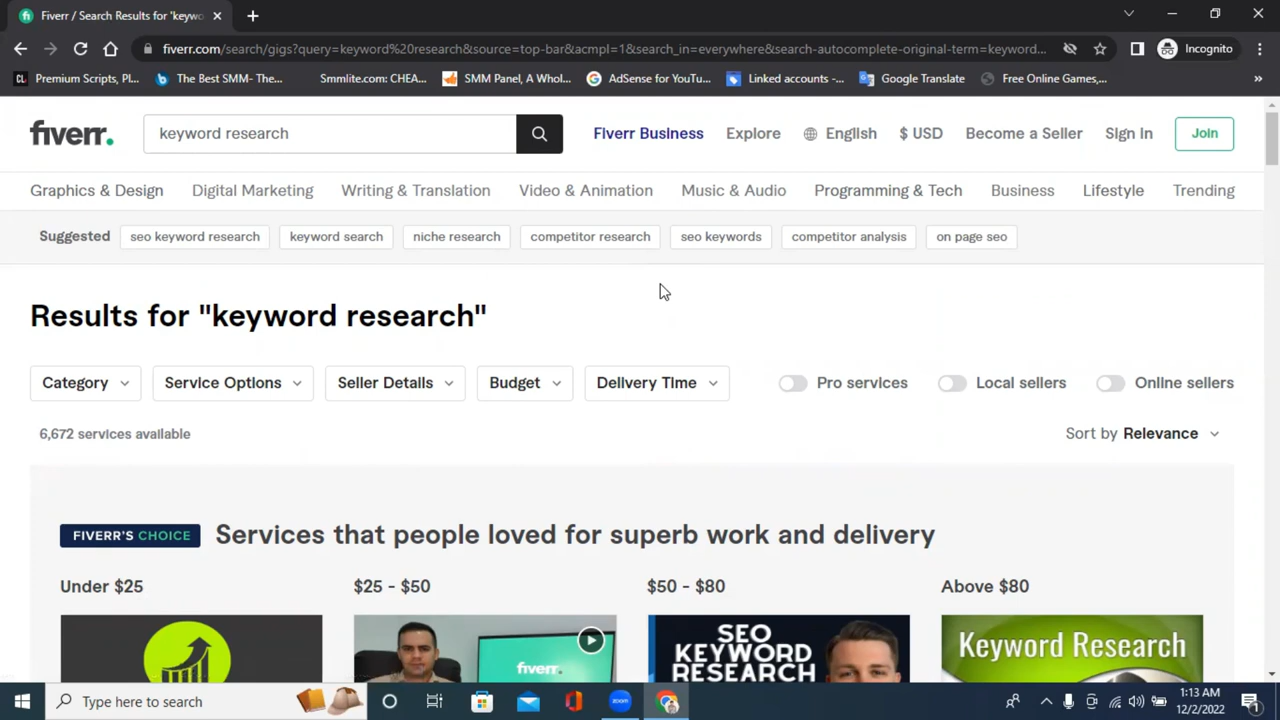 Fiverr / Search Results for 'keywo
fiverr.com/search/gigs?query=keyword%20research&source=top-bar&acmpl=1&search_in=everywhere&search-autocomplete-original-term=keyword...
Incognito
CL Premium Scripts, Pl...
b The Best SMM- The...
Smmlite.com: CHEA...
SMM Panel, A Whol...
G AdSense for YouTu...
Linked accounts -...
Google Translate
Free Online Games,...
»
fiverr.
keyword research
Fiverr Business
Explore
English
$ USD
Become a Seller
Sign In
Join
Graphics & Design
Digital Marketing
Writing & Translation
Video & Animation
Music & Audio
Programming & Tech
Business
Lifestyle
Trending
Suggested
seo keyword research
keyword search
niche research
competitor research
seo keywords
competitor analysis
on page seo
Results for "keyword research"
Category
Service Options
Seller Details
Budget
Delivery Time
Pro services
Local sellers
Online sellers
6,672 services available
Sort by Relevance
FIVERR'S CHOICE
Services that people loved for superb work and delivery
Under $25
$25 - $50
$50 - $80
Above $80
fiverr.
SEO
KEYWORD
RESEARCH
Keyword Research
Type here to search
zoom
1:13 AM
12/2/2022
1